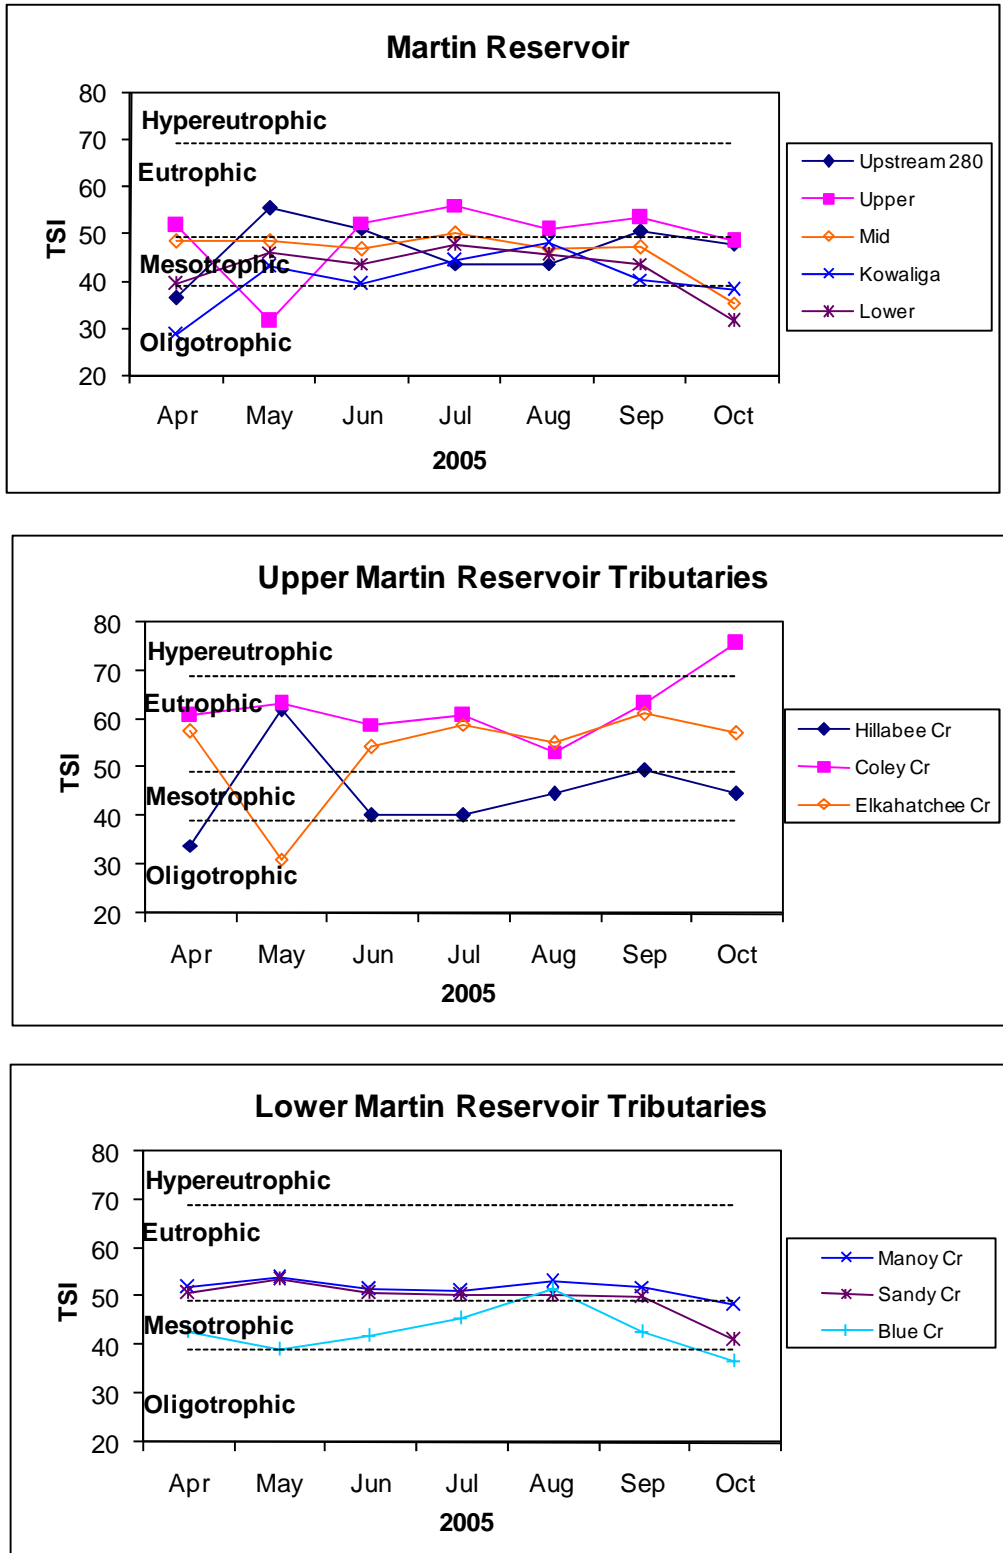 Martin Reservoir
80
70
60
50
40
30
20
TSI
Hypereutrophic
Eutrophic
Mesotrophic
Oligotrophic
Apr May Jun Jul Aug Sep Oct
2005
Upstream 280
Upper
Mid
Kowaliga
Lower
Upper Martin Reservoir Tributaries
80
70
60
50
40
30
20
TSI
Hypereutrophic
Eutrophic
Mesotrophic
Oligotrophic
Apr May Jun Jul Aug Sep Oct
2005
Hillabee Cr
Coley Cr
Elkahatchee Cr
Lower Martin Reservoir Tributaries
80
70
60
50
40
30
20
TSI
Hypereutrophic
Eutrophic
Mesotrophic
Oligotrophic
Apr May Jun Jul Aug Sep Oct
2005
Manoy Cr
Sandy Cr
Blue Cr